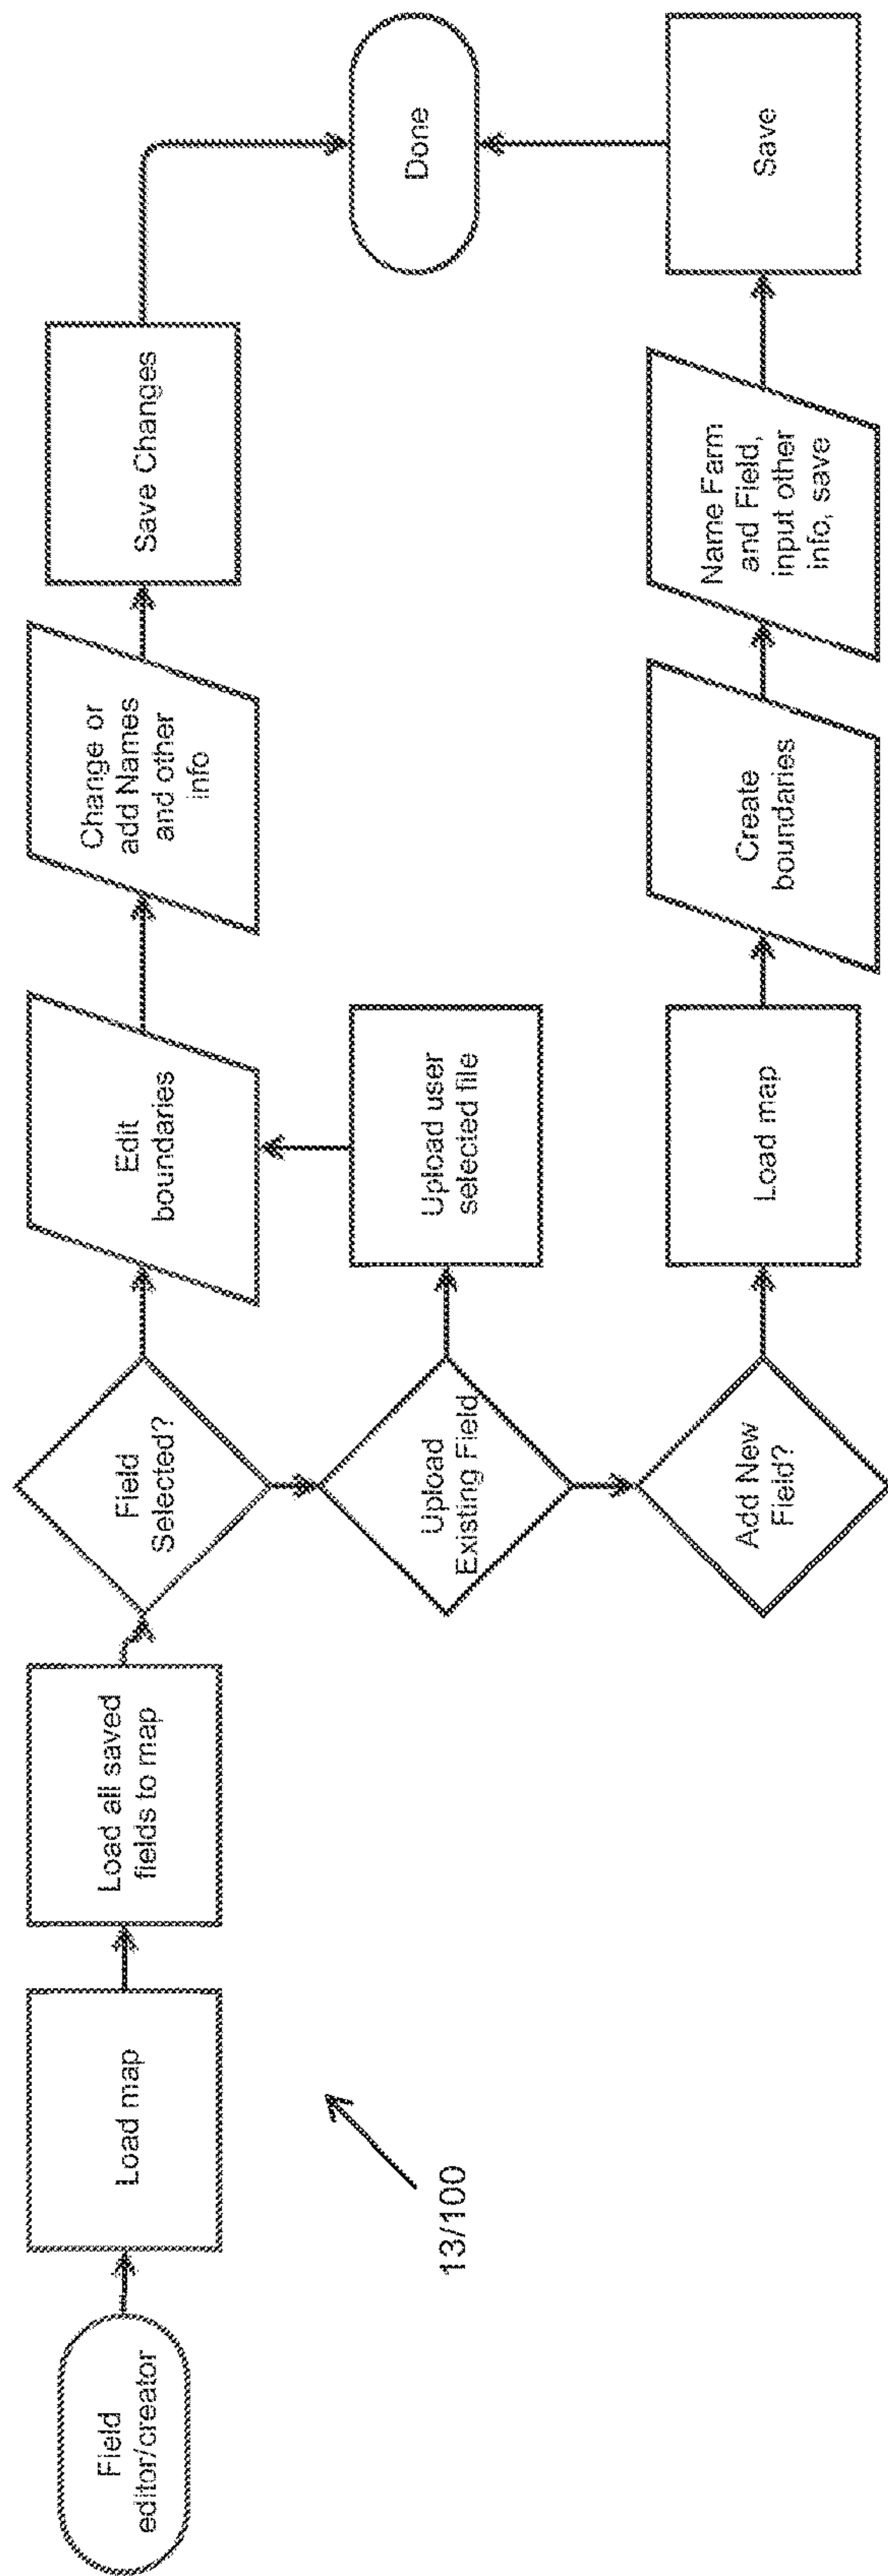 Field
editor/creator
Load map
Load all saved
fields to map
Field
Selected?
Edit
boundaries
Change or
add Names
and other
info
Save Changes
Done
Upload
Existing Field
Upload user
selected file
Add New
Field?
Load map
Create
boundaries
Name Farm
and Field,
input other
info, save
Save
13/100